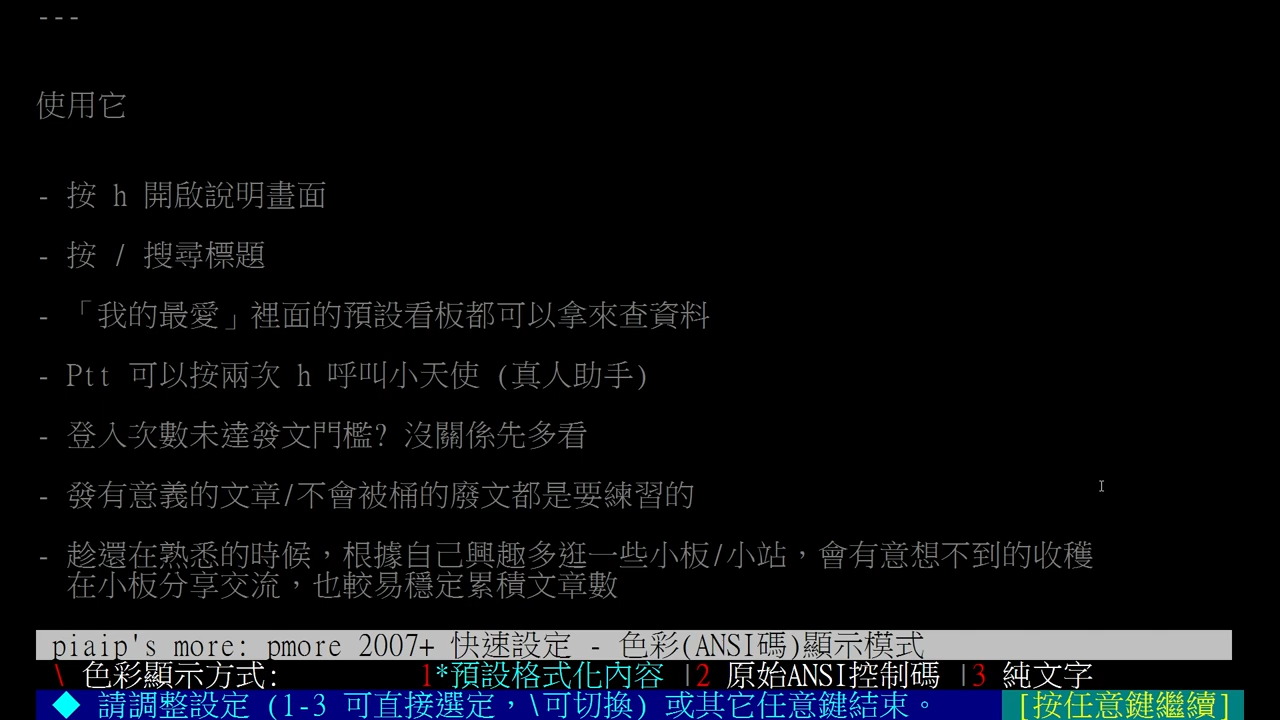 ---
使用它
- 按 h 開啟說明畫面
- 按 / 搜尋標題
- 「我的最愛」裡面的預設看板都可以拿來查資料
- Ptt 可以按兩次 h 呼叫小天使 (真人助手)
- 登入次數未達發文門檻? 沒關係先多看
- 發有意義的文章/不會被桶的廢文都是要練習的
- 趁還在熟悉的時候，根據自己興趣多逛一些小板/小站，會有意想不到的收穫
在小板分享交流，也較易穩定累積文章數
piaip's more: pmore 2007+ 快速設定 - 色彩(ANSI碼)顯示模式
\ 色彩顯示方式: 1*預設格式化內容 |2 原始ANSI控制碼 |3 純文字
◆ 請調整設定 (1-3 可直接選定，\可切換) 或其它任意鍵結束。 [按任意鍵繼續]